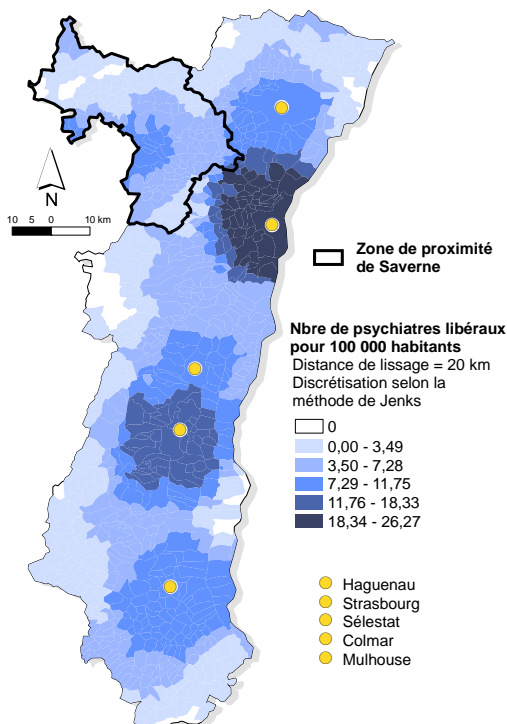 N
10 5 0 10 km
Zone de proximité
de Saverne
Nbre de psychiatres libéraux
pour 100 000 habitants
Distance de lissage = 20 km
Discrétisation selon la
méthode de Jenks
0
0,00 - 3,49
3,50 - 7,28
7,29 - 11,75
11,76 - 18,33
18,34 - 26,27
Haguenau
Strasbourg
Sélestat
Colmar
Mulhouse